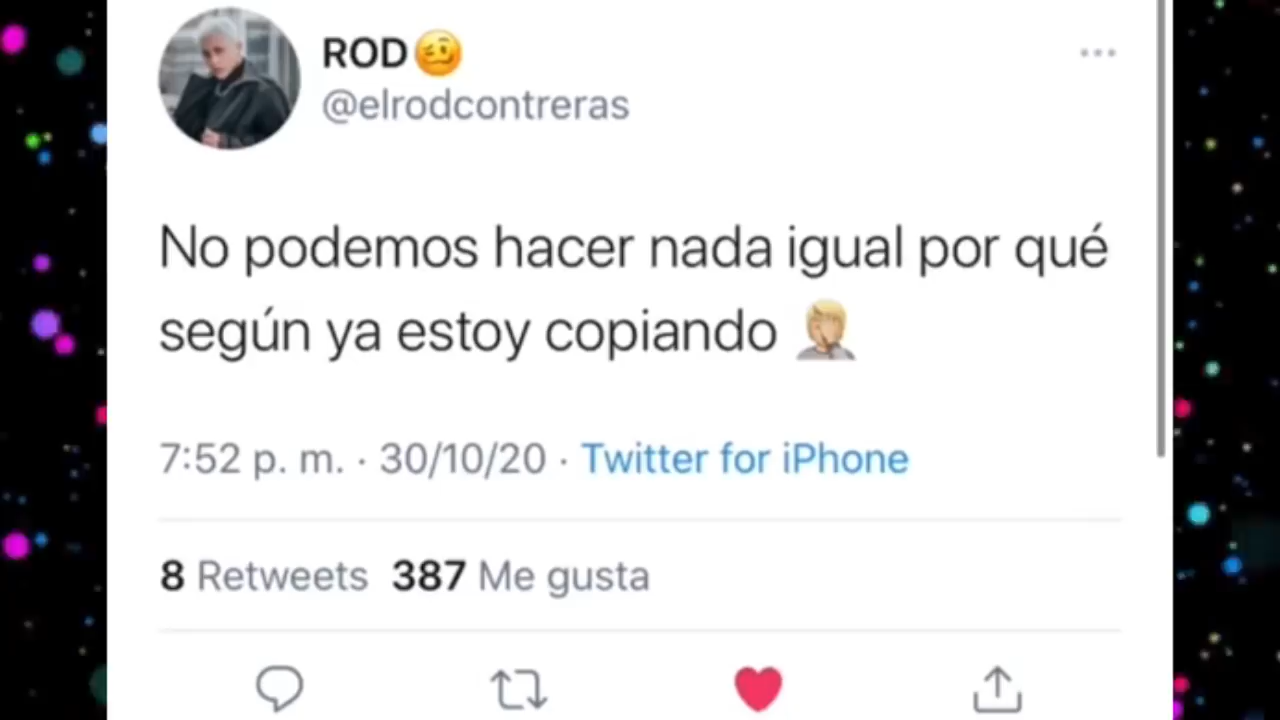 ROD🥴
@elrodcontreras
No podemos hacer nada igual por qué
según ya estoy copiando 🤦🏼
7:52 p. m. · 30/10/20 · Twitter for iPhone
8 Retweets 387 Me gusta